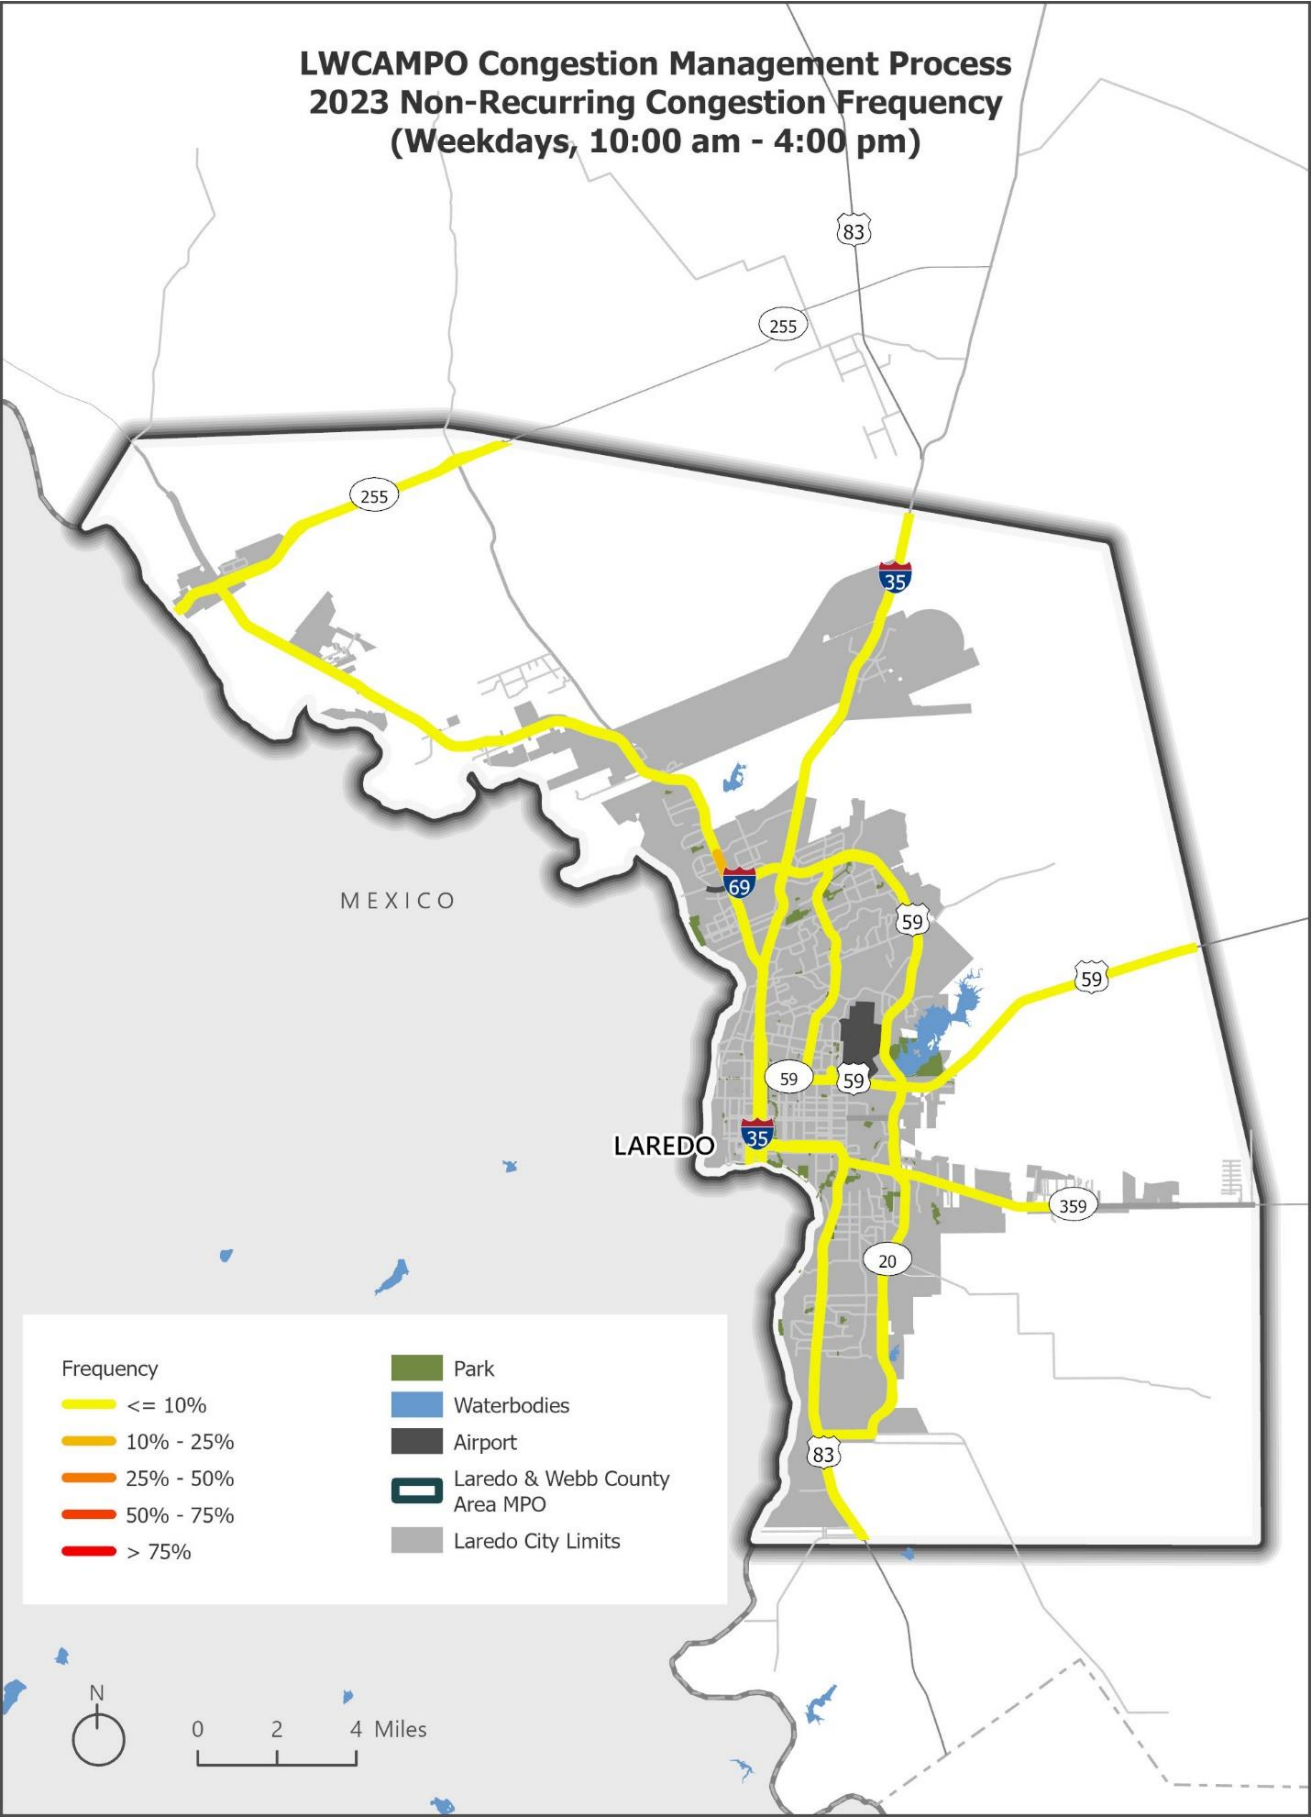 LWCAMPO Congestion Management Process
2023 Non-Recurring Congestion Frequency
(Weekdays, 10:00 am - 4:00 pm)
83
255
255
35
MEXICO
69
59
59
59
59
35
LAREDO
359
20
83
Frequency
<= 10%
10% - 25%
25% - 50%
50% - 75%
> 75%
Park
Waterbodies
Airport
Laredo & Webb County
Area MPO
Laredo City Limits
N
0 2 4 Miles